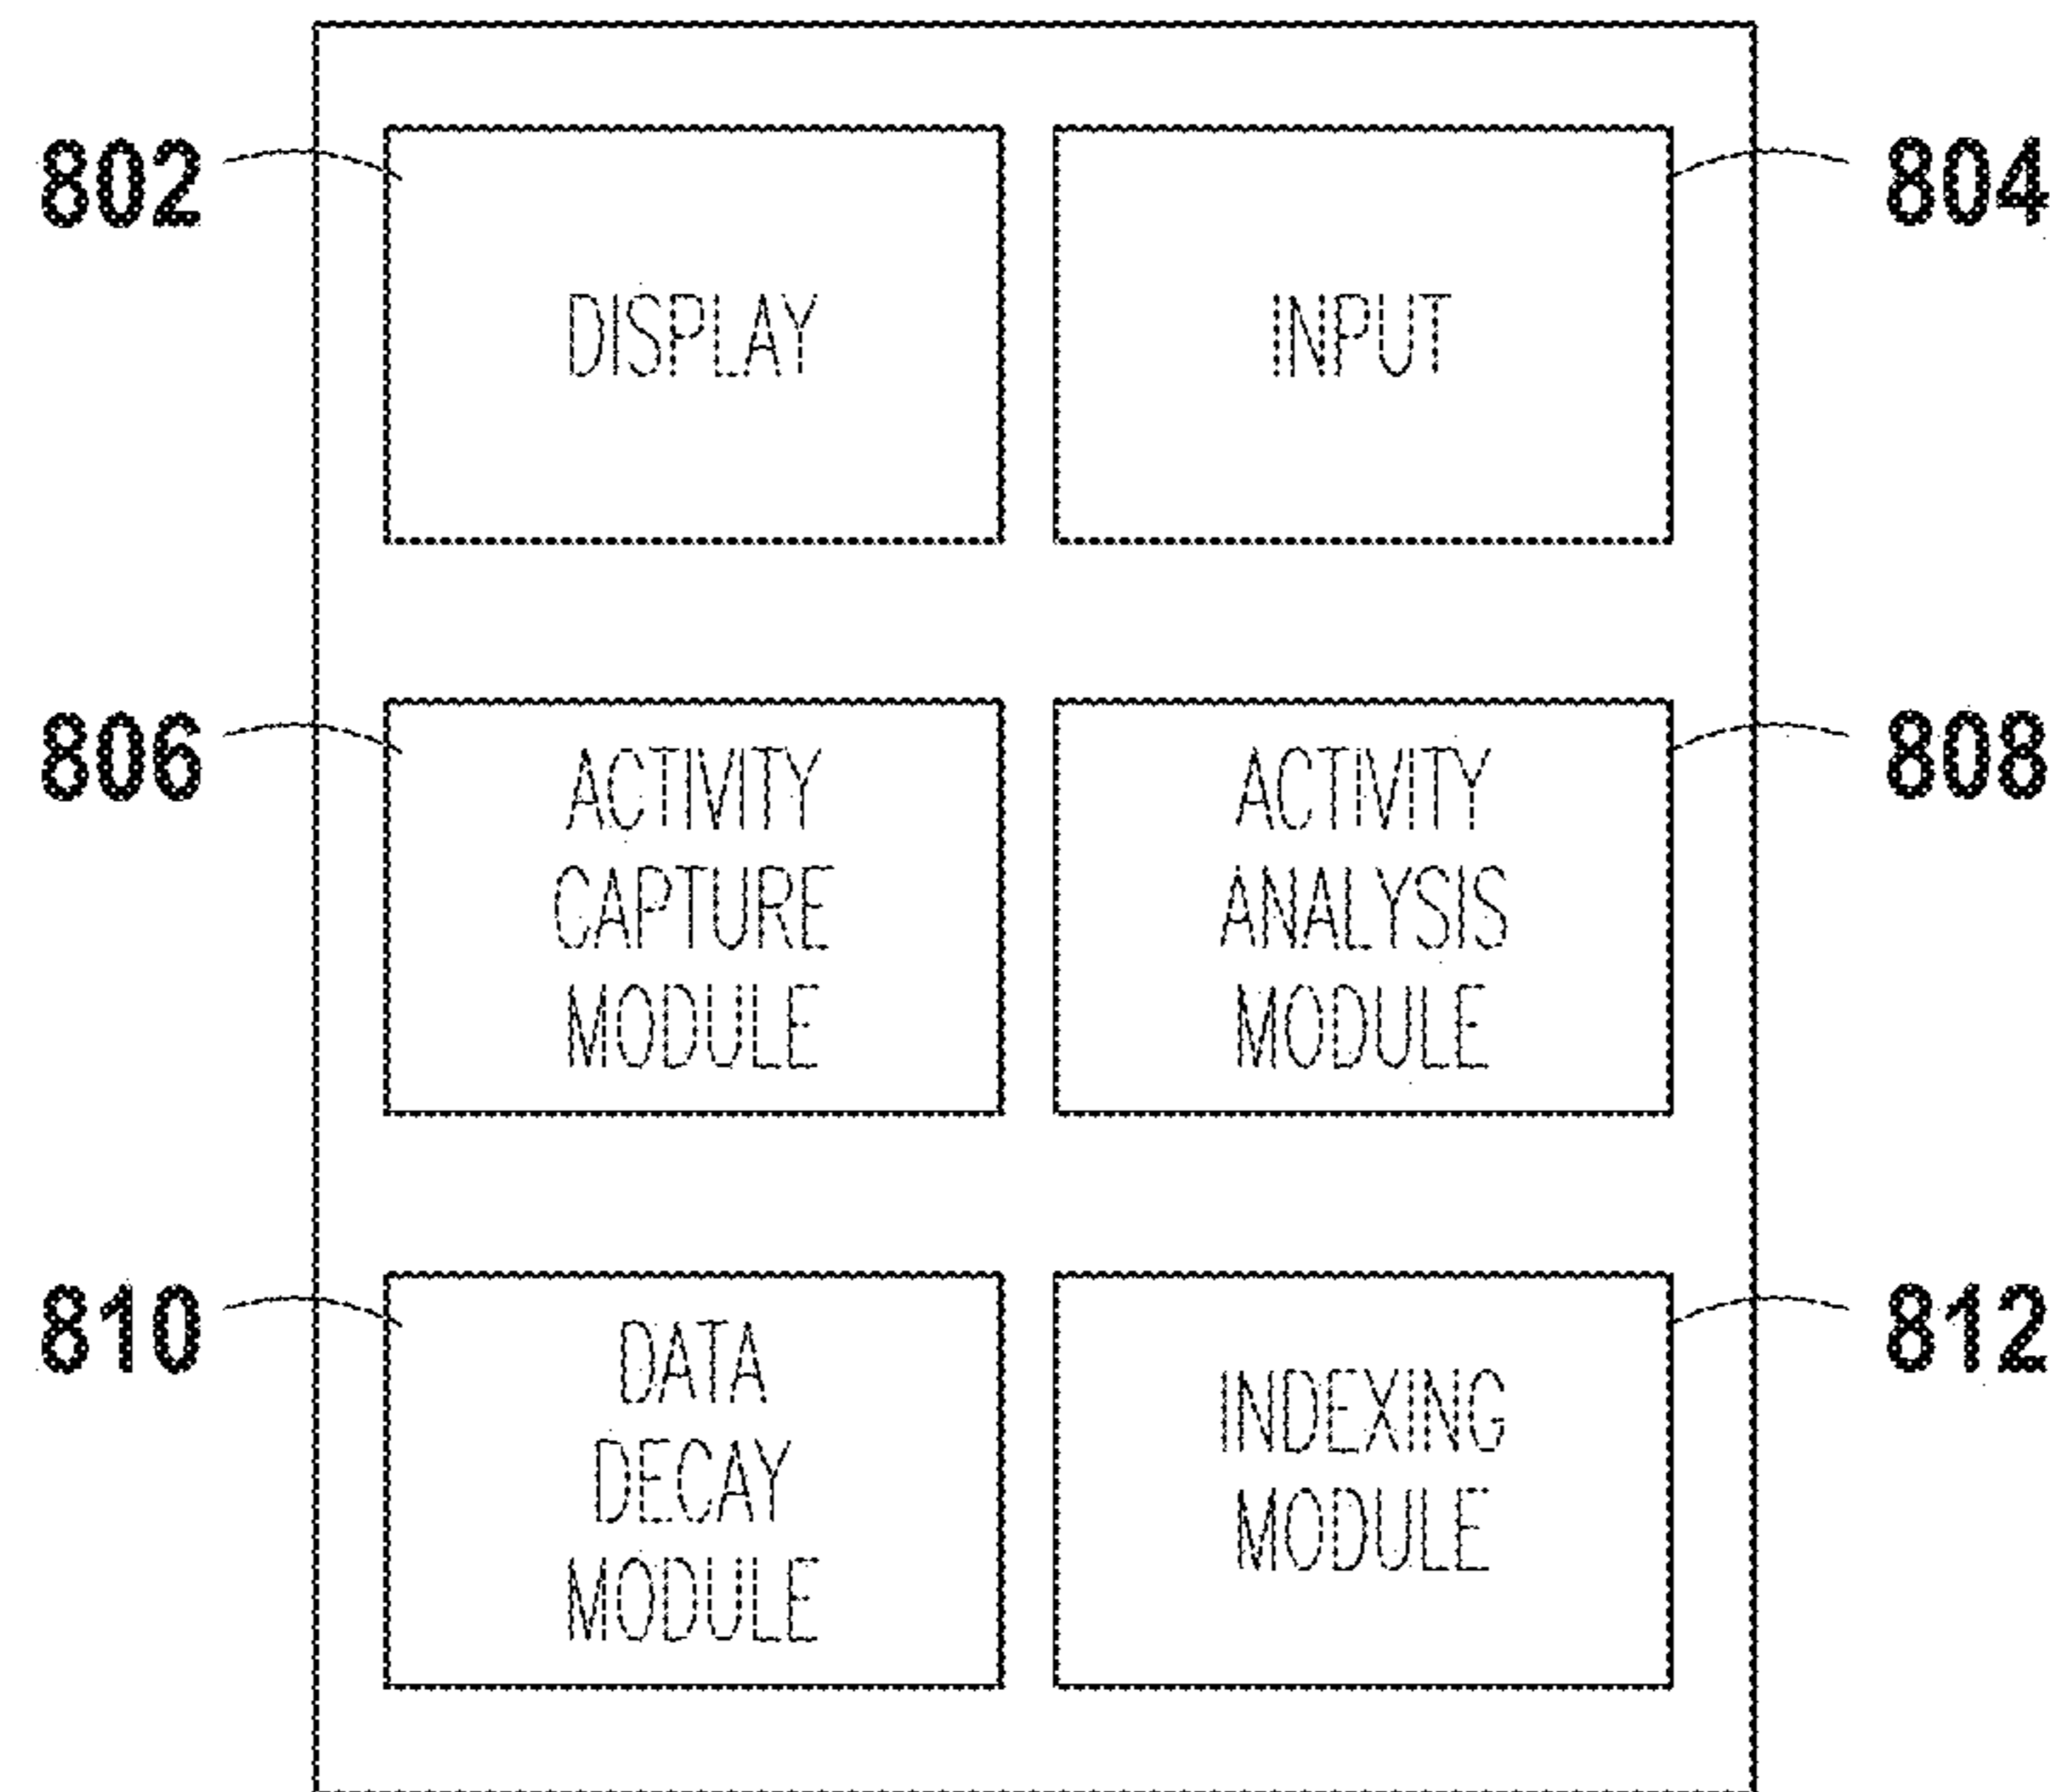 802
DISPLAY
INPUT
804
806
ACTIVITY
CAPTURE
MODULE
ACTIVITY
ANALYSIS
MODULE
808
810
DATA
DECAY
MODULE
INDEXING
MODULE
812